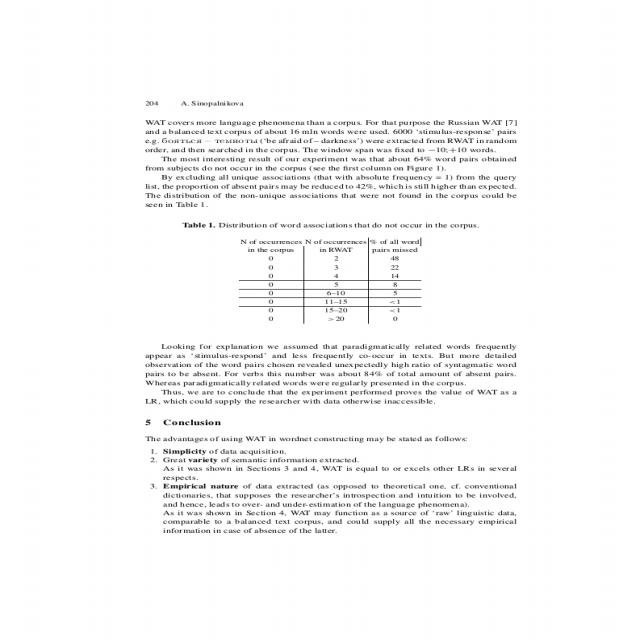 204 A. Sinopalnikova
WAT covers more language phenomena than a corpus. For that purpose the Russian WAT [7]
and a balanced text corpus of about 16 mln words were used. 6000 ‘stimulus-response’ pairs
e.g. бояться – темноты (‘be afraid of – darkness’) were extracted from RWAT in random
order, and then searched in the corpus. The window span was fixed to −10;+10 words.
The most interesting result of our experiment was that about 64% word pairs obtained
from subjects do not occur in the corpus (see the first column on Figure 1).
By excluding all unique associations (that with absolute frequency = 1) from the query
list, the proportion of absent pairs may be reduced to 42%, which is still higher than expected.
The distribution of the non-unique associations that were not found in the corpus could be
seen in Table 1.
Table 1. Distribution of word associations that do not occur in the corpus.
N of occurrences N of occurrences % of all word
in the corpus in RWAT pairs missed
0 2 48
0 3 22
0 4 14
0 5 8
0 6–10 5
0 11–15 <1
0 15–20 <1
0 >20 0
Looking for explanation we assumed that paradigmatically related words frequently
appear as ‘stimulus-respond’ and less frequently co-occur in texts. But more detailed
observation of the word pairs chosen revealed unexpectedly high ratio of syntagmatic word
pairs to be absent. For verbs this number was about 84% of total amount of absent pairs.
Whereas paradigmatically related words were regularly presented in the corpus.
Thus, we are to conclude that the experiment performed proves the value of WAT as a
LR, which could supply the researcher with data otherwise inaccessible.
5 Conclusion
The advantages of using WAT in wordnet constructing may be stated as follows:
1. Simplicity of data acquisition.
2. Great variety of semantic information extracted.
As it was shown in Sections 3 and 4, WAT is equal to or excels other LRs in several
respects.
3. Empirical nature of data extracted (as opposed to theoretical one, cf. conventional
dictionaries, that supposes the researcher’s introspection and intuition to be involved,
and hence, leads to over- and under-estimation of the language phenomena).
As it was shown in Section 4, WAT may function as a source of ‘raw’ linguistic data,
comparable to a balanced text corpus, and could supply all the necessary empirical
information in case of absence of the latter.